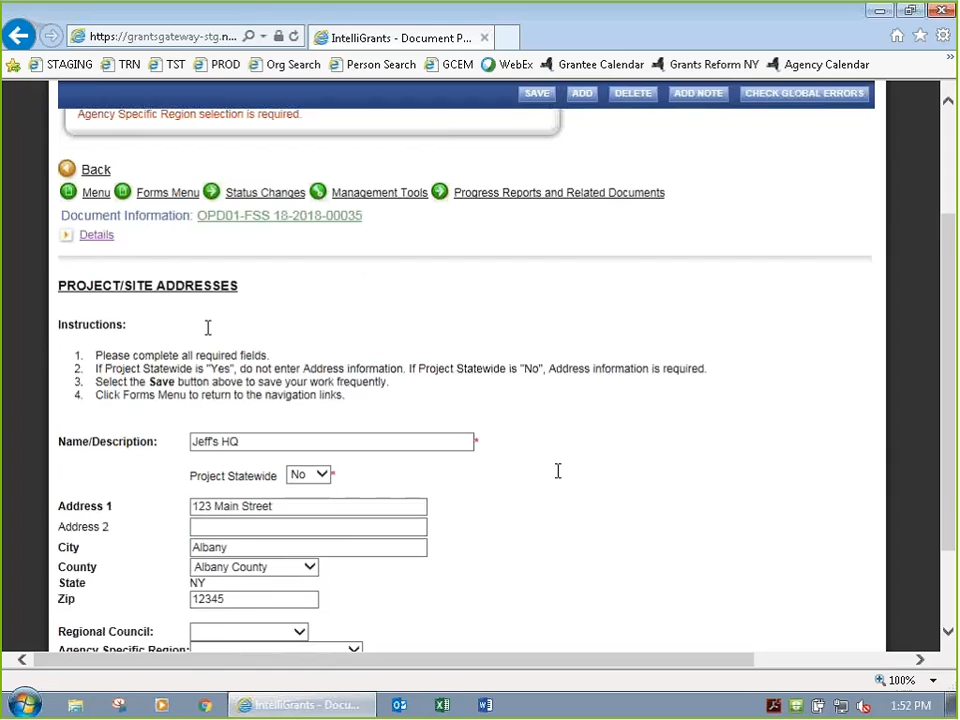 https://grantsgateway-stg.n... IntelliGrants - Document P...
STAGING TRN TST PROD Org Search Person Search GCEM WebEx Grantee Calendar Grants Reform NY Agency Calendar »
SAVE ADD DELETE ADD NOTE CHECK GLOBAL ERRORS
Agency Specific Region selection is required.
Back
Menu Forms Menu Status Changes Management Tools Progress Reports and Related Documents
Document Information: OPD01-FSS 18-2018-00035
Details
PROJECT/SITE ADDRESSES
Instructions:
1. Please complete all required fields.
2. If Project Statewide is "Yes", do not enter Address information. If Project Statewide is "No", Address information is required.
3. Select the Save button above to save your work frequently.
4. Click Forms Menu to return to the navigation links.
Name/Description: Jeff's HQ *
Project Statewide No *
Address 1 123 Main Street
Address 2
City Albany
County Albany County
State NY
Zip 12345
Regional Council:
Agency Specific Region:
100%
IntelliGrants - Docu... 1:52 PM